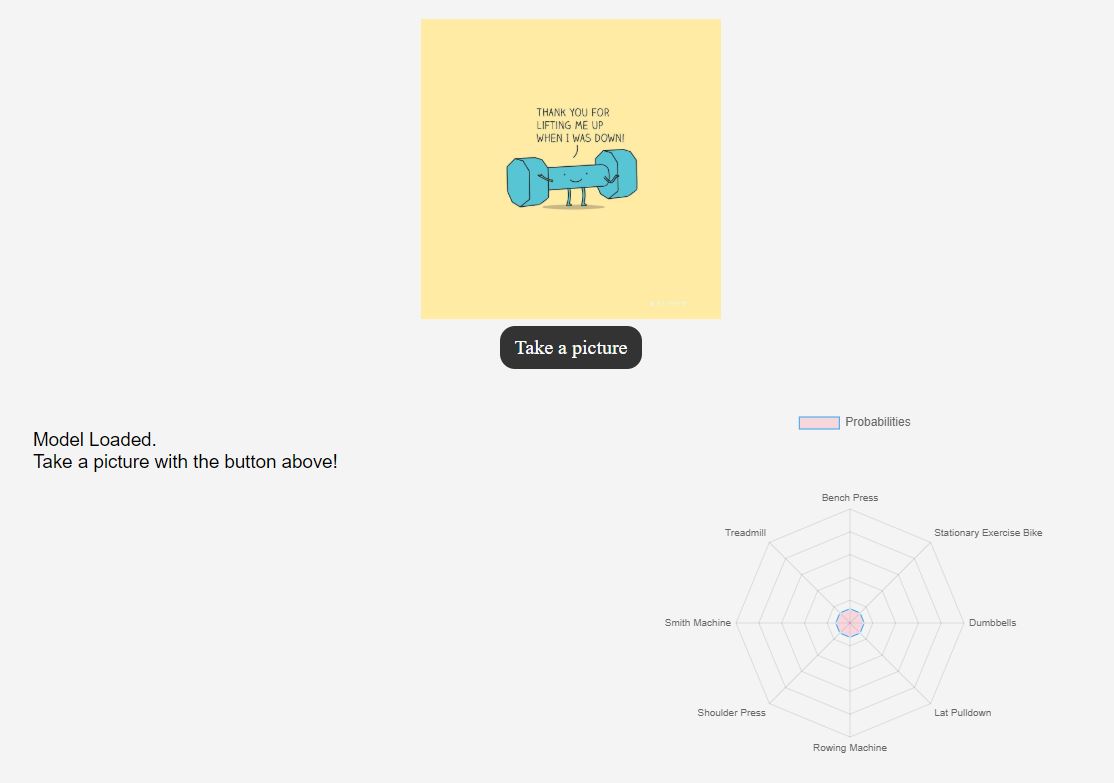 THANK YOU FOR
LIFTING ME UP
WHEN I WAS DOWN!
Take a picture
Model Loaded.
Take a picture with the button above!
Probabilities
Bench Press
Treadmill
Stationary Exercise Bike
Smith Machine
Dumbbells
Shoulder Press
Lat Pulldown
Rowing Machine